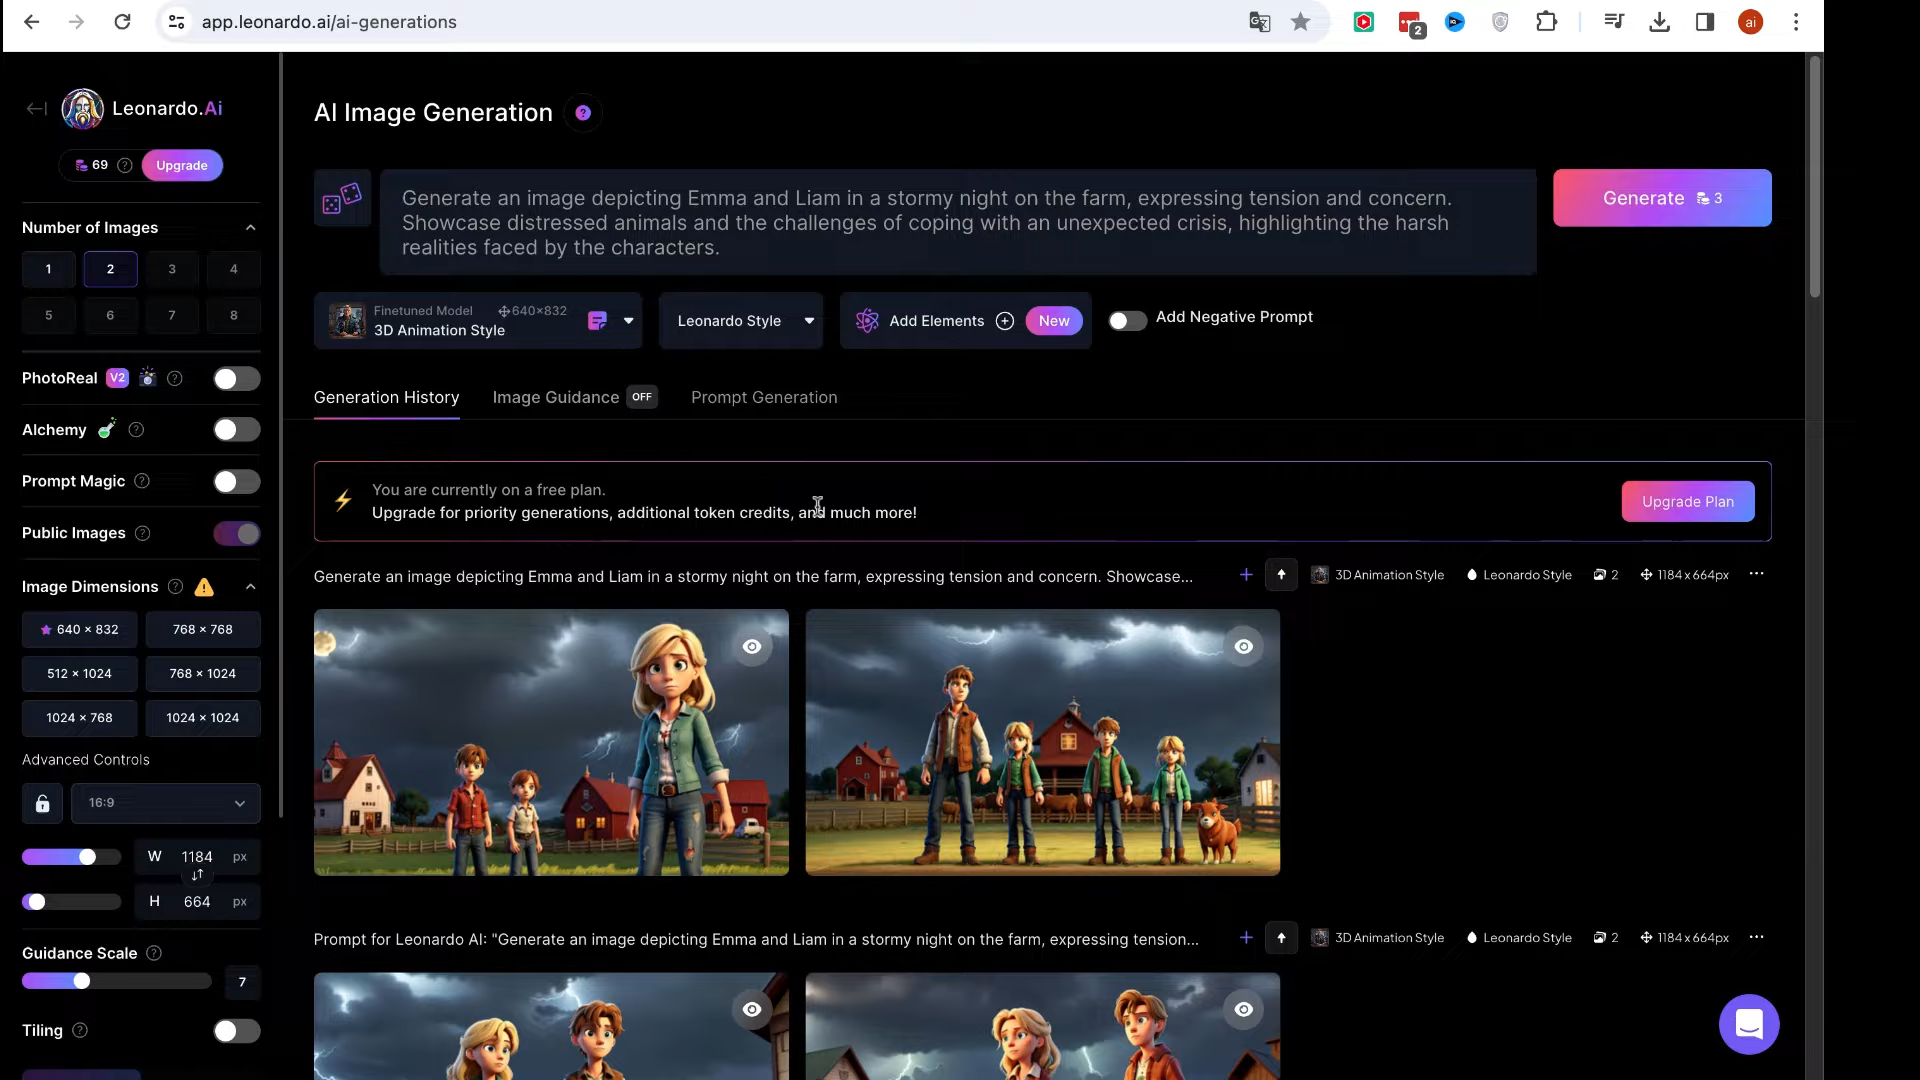 app.leonardo.ai/ai-generations
2
ai
Leonardo.Ai
69
Upgrade
Number of Images
1 2 3 4
5 6 7 8
PhotoReal V2
Alchemy
Prompt Magic
Public Images
Image Dimensions
640 × 832
768 × 768
512 × 1024
768 × 1024
1024 × 768
1024 × 1024
Advanced Controls
16:9
W 1184 px
H 664 px
Guidance Scale
7
Tiling
AI Image Generation
Generate an image depicting Emma and Liam in a stormy night on the farm, expressing tension and concern.
Showcase distressed animals and the challenges of coping with an unexpected crisis, highlighting the harsh
realities faced by the characters.
Generate 3
Finetuned Model 640×832
3D Animation Style
Leonardo Style
Add Elements
New
Add Negative Prompt
Generation History
Image Guidance OFF
Prompt Generation
You are currently on a free plan.
Upgrade for priority generations, additional token credits, and much more!
Upgrade Plan
Generate an image depicting Emma and Liam in a stormy night on the farm, expressing tension and concern. Showcase...
3D Animation Style
Leonardo Style
2
1184 x 664px
Prompt for Leonardo AI: "Generate an image depicting Emma and Liam in a stormy night on the farm, expressing tension...
3D Animation Style
Leonardo Style
2
1184 x 664px